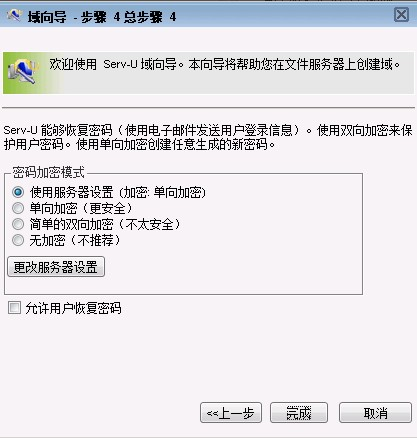 域向导 - 步骤 4 总步骤 4
欢迎使用 Serv-U 域向导。本向导将帮助您在文件服务器上创建域。
Serv-U 能够恢复密码（使用电子邮件发送用户登录信息）。使用双向加密来保
护用户密码。使用单向加密创建任意生成的新密码。
密码加密模式
使用服务器设置 (加密: 单向加密)
单向加密（更安全）
简单的双向加密（不太安全）
无加密（不推荐）
更改服务器设置
允许用户恢复密码
<<上一步 完成 取消